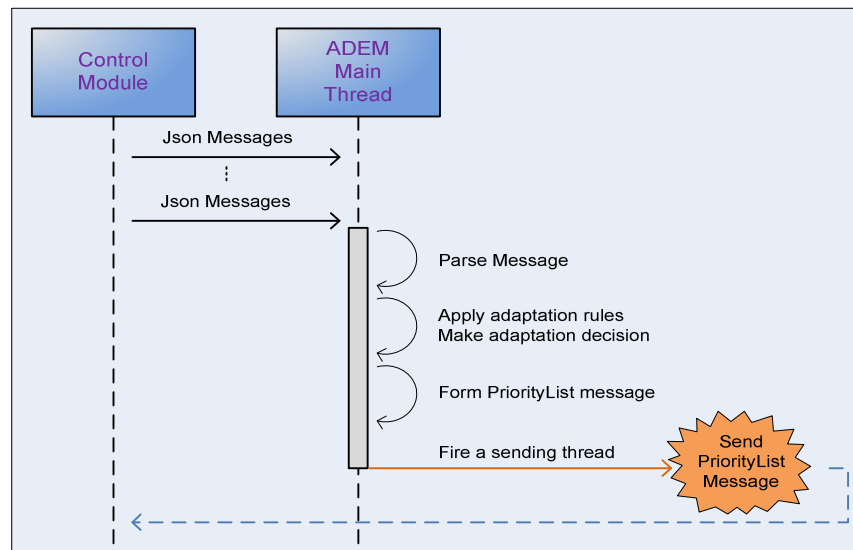 Control
Module
ADEM
Main
Thread
Json Messages
Json Messages
Parse Message
Apply adaptation rules
Make adaptation decision
Form PriorityList message
Fire a sending thread
Send
PriorityList
Message